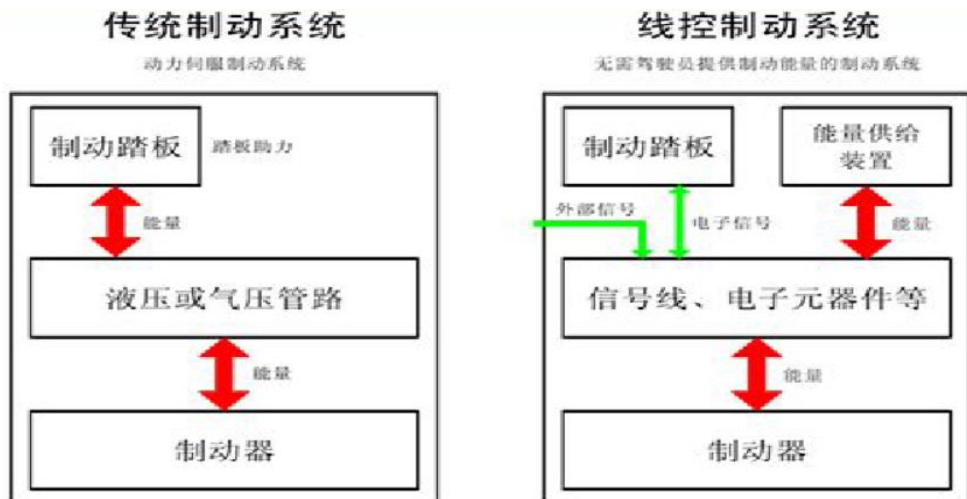 传统制动系统
动力伺服制动系统
制动踏板
踏板助力
能量
液压或气压管路
能量
制动器
线控制动系统
无需驾驶员提供制动能量的制动系统
制动踏板
能量供给
装置
外部信号
电子信号
能量
信号线、电子元器件等
能量
制动器